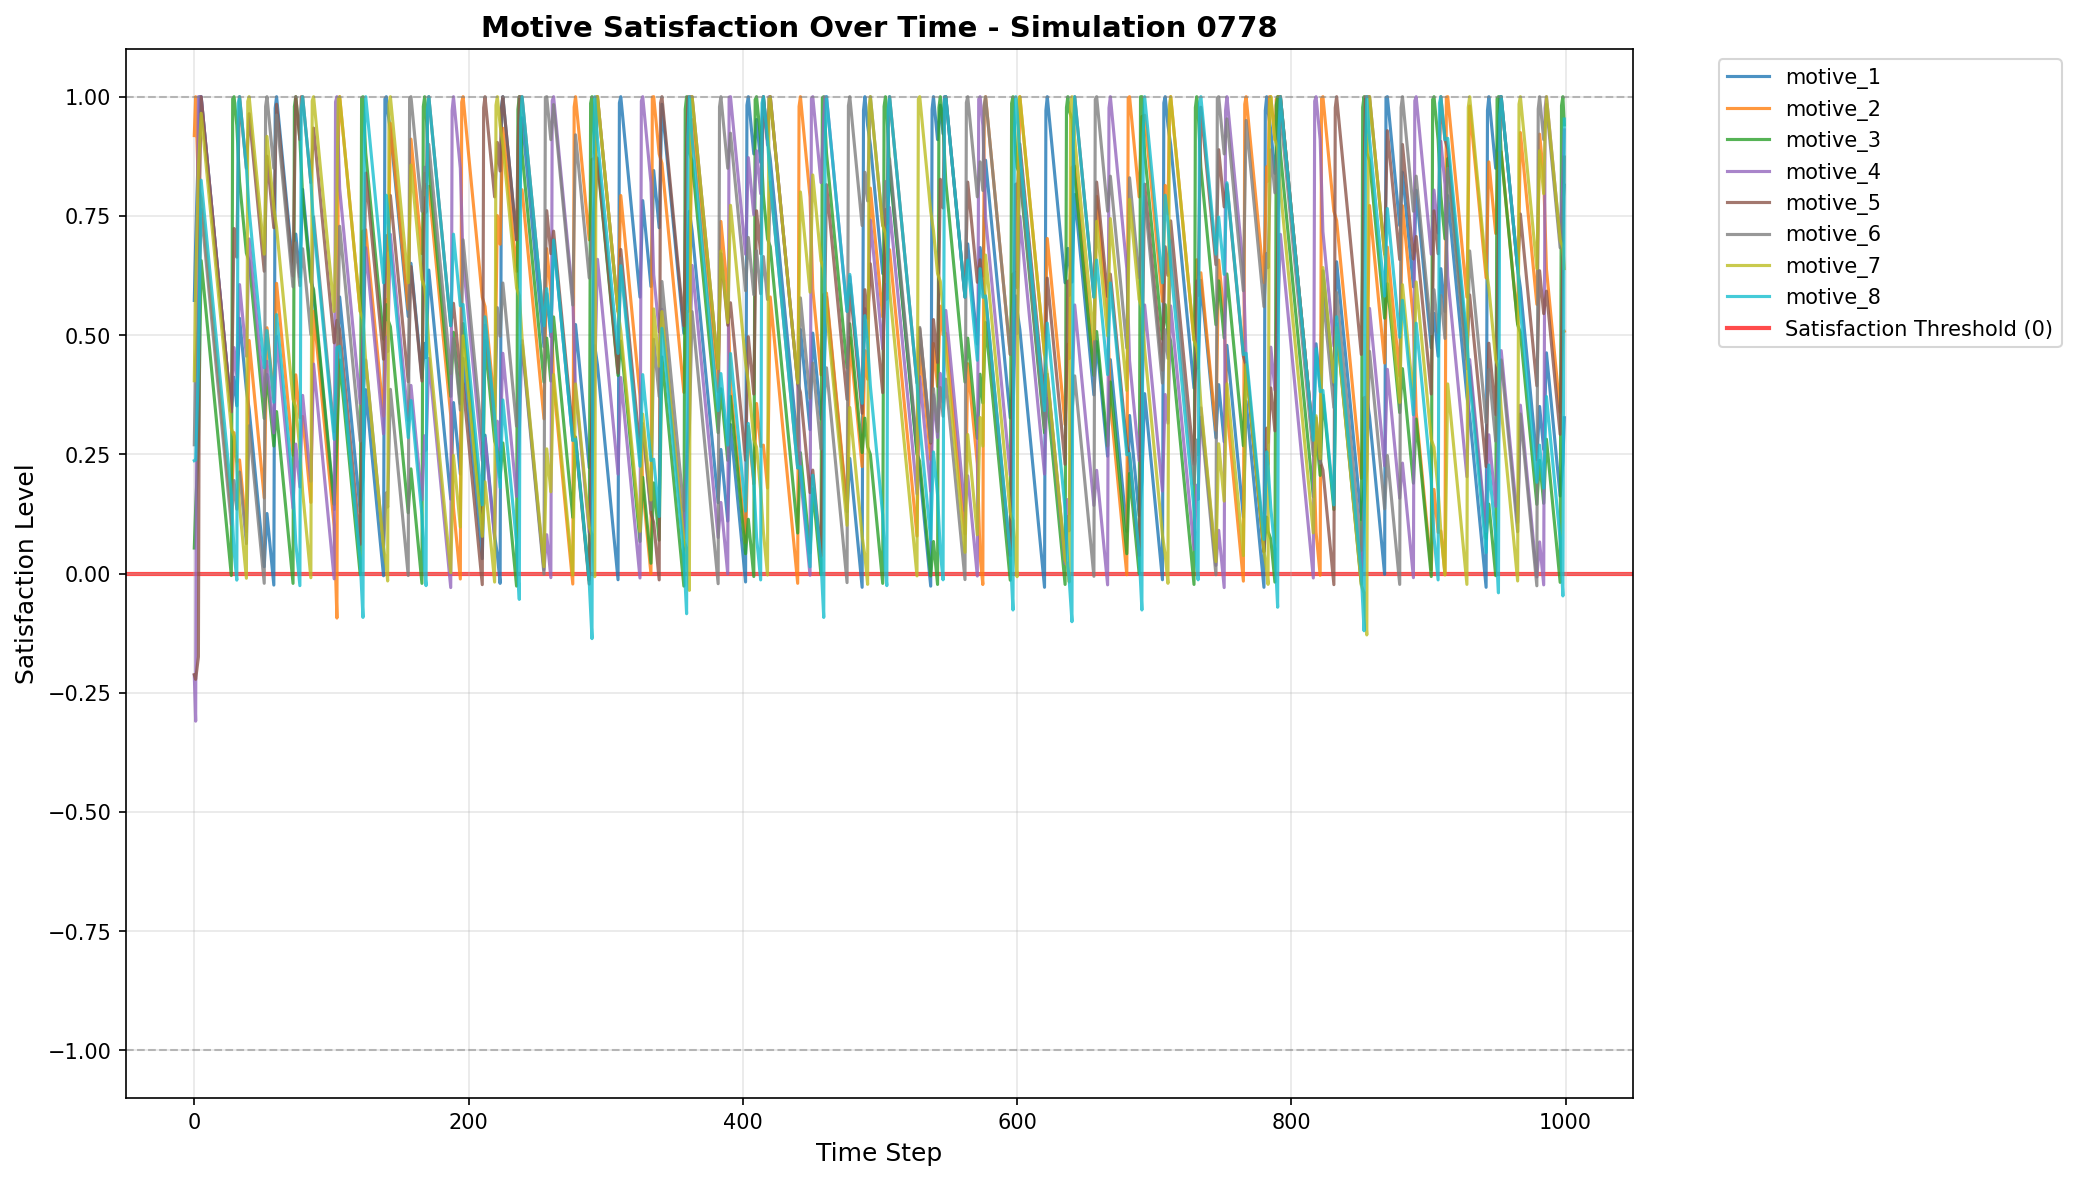 Motive Satisfaction Over Time - Simulation 0778
1.00
0.75
0.50
0.25
0.00
−0.25
−0.50
−0.75
−1.00
Satisfaction Level
0
200
400
600
800
1000
Time Step
motive_1
motive_2
motive_3
motive_4
motive_5
motive_6
motive_7
motive_8
Satisfaction Threshold (0)